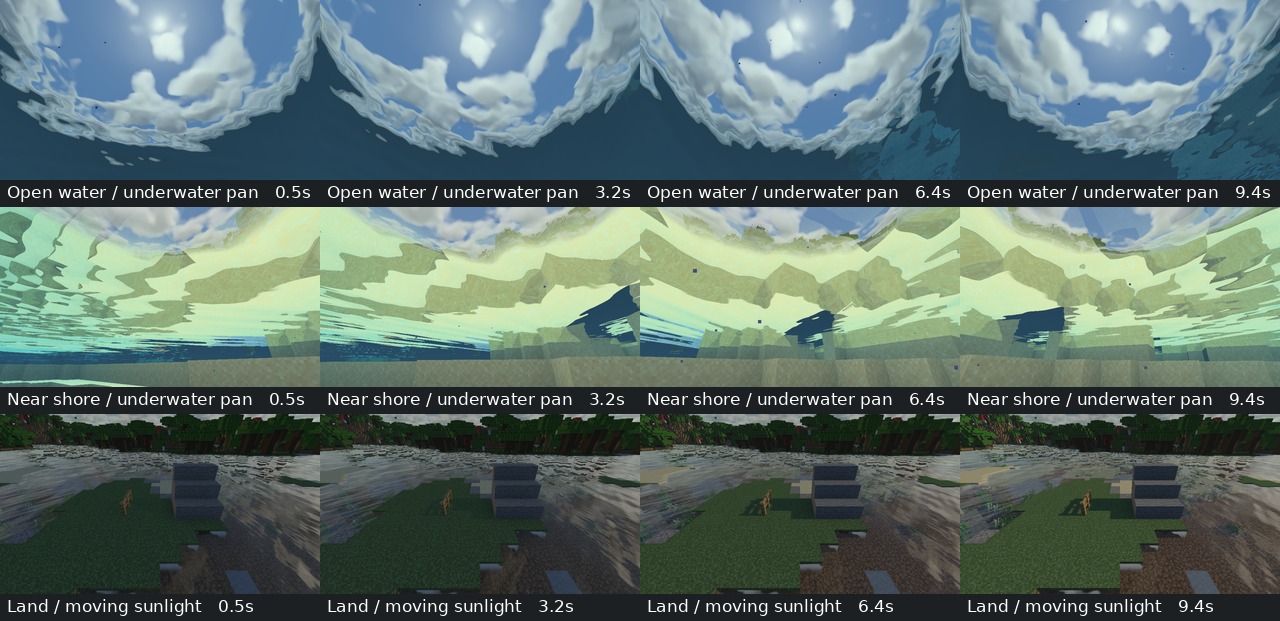 Open water / underwater pan 0.5s
Open water / underwater pan 3.2s
Open water / underwater pan 6.4s
Open water / underwater pan 9.4s
Near shore / underwater pan 0.5s
Near shore / underwater pan 3.2s
Near shore / underwater pan 6.4s
Near shore / underwater pan 9.4s
Land / moving sunlight 0.5s
Land / moving sunlight 3.2s
Land / moving sunlight 6.4s
Land / moving sunlight 9.4s